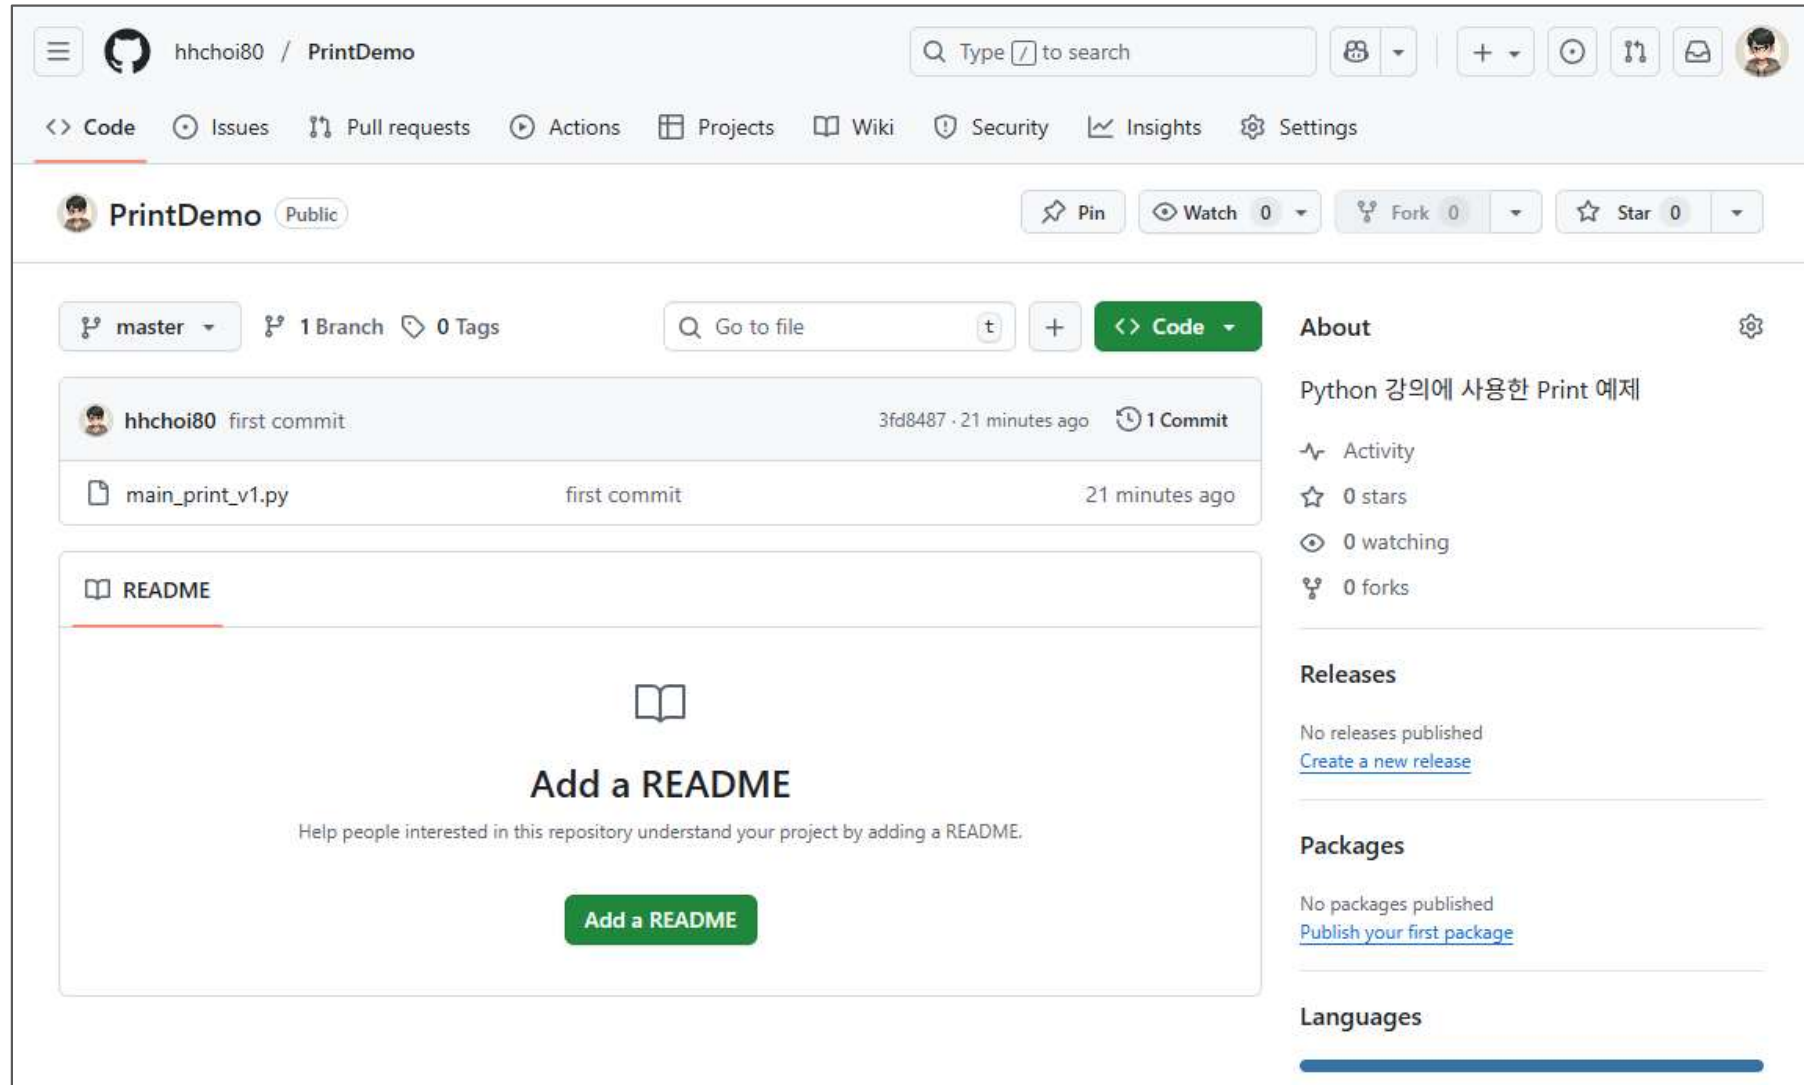 hhchoi80 / PrintDemo
Type / to search
Code Issues Pull requests Actions Projects Wiki Security Insights Settings
PrintDemo Public
Pin Watch 0 Fork 0 Star 0
master 1 Branch 0 Tags Go to file t + Code
hhchoi80 first commit 3fd8487 · 21 minutes ago 1 Commit
main_print_v1.py first commit 21 minutes ago
README
Add a README
Help people interested in this repository understand your project by adding a README.
Add a README
About
Python 강의에 사용한 Print 예제
Activity
0 stars
0 watching
0 forks
Releases
No releases published
Create a new release
Packages
No packages published
Publish your first package
Languages